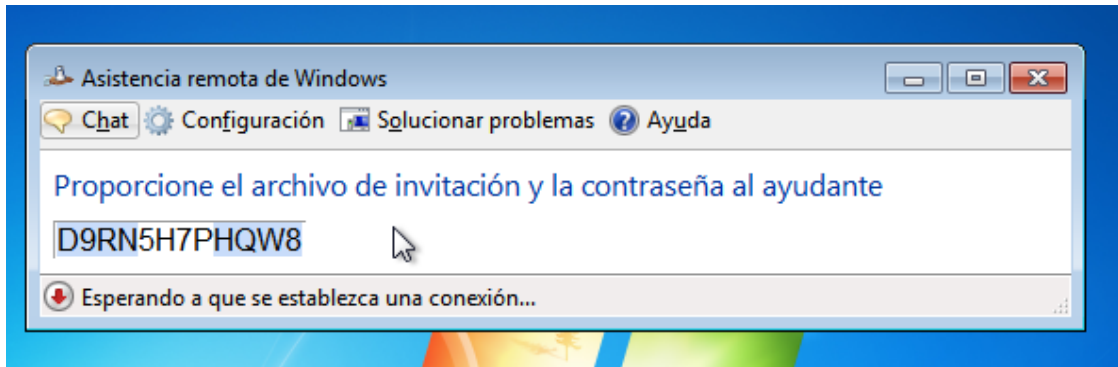 Asistencia remota de Windows
Chat Configuración Solucionar problemas Ayuda
Proporcione el archivo de invitación y la contraseña al ayudante
D9RN5H7PHQW8
Esperando a que se establezca una conexión...